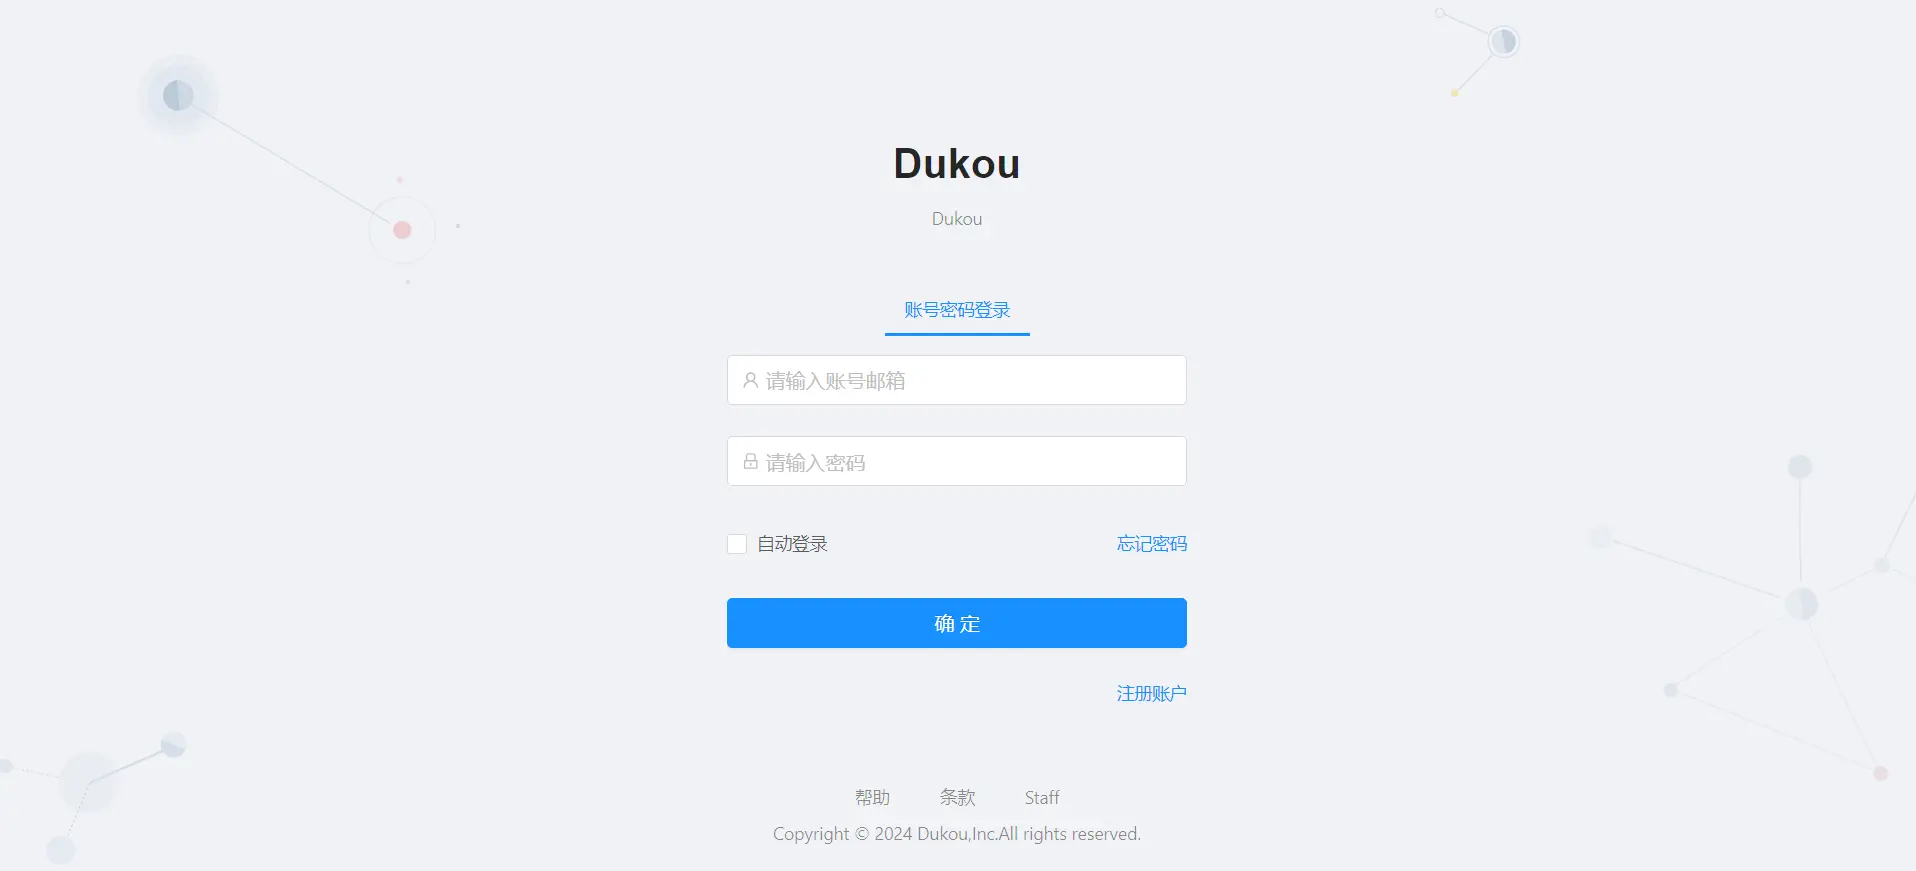 Dukou
Dukou
账号密码登录
请输入账号邮箱
请输入密码
自动登录 忘记密码
确 定
注册账户
帮助 条款 Staff
Copyright © 2024 Dukou,Inc.All rights reserved.